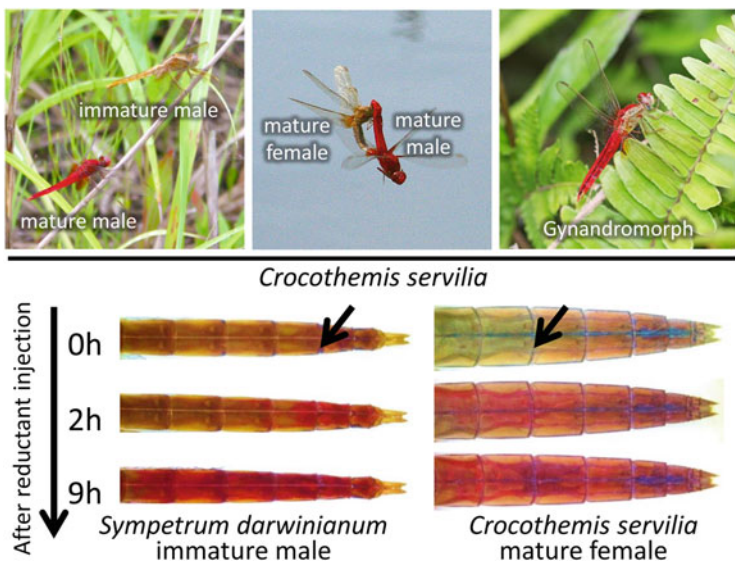 immature male
mature male
mature
female
mature
male
Gynandromorph
Crocothemis servilia
After reductant injection
0h
2h
9h
Sympetrum darwinianum
immature male
Crocothemis servilia
mature female